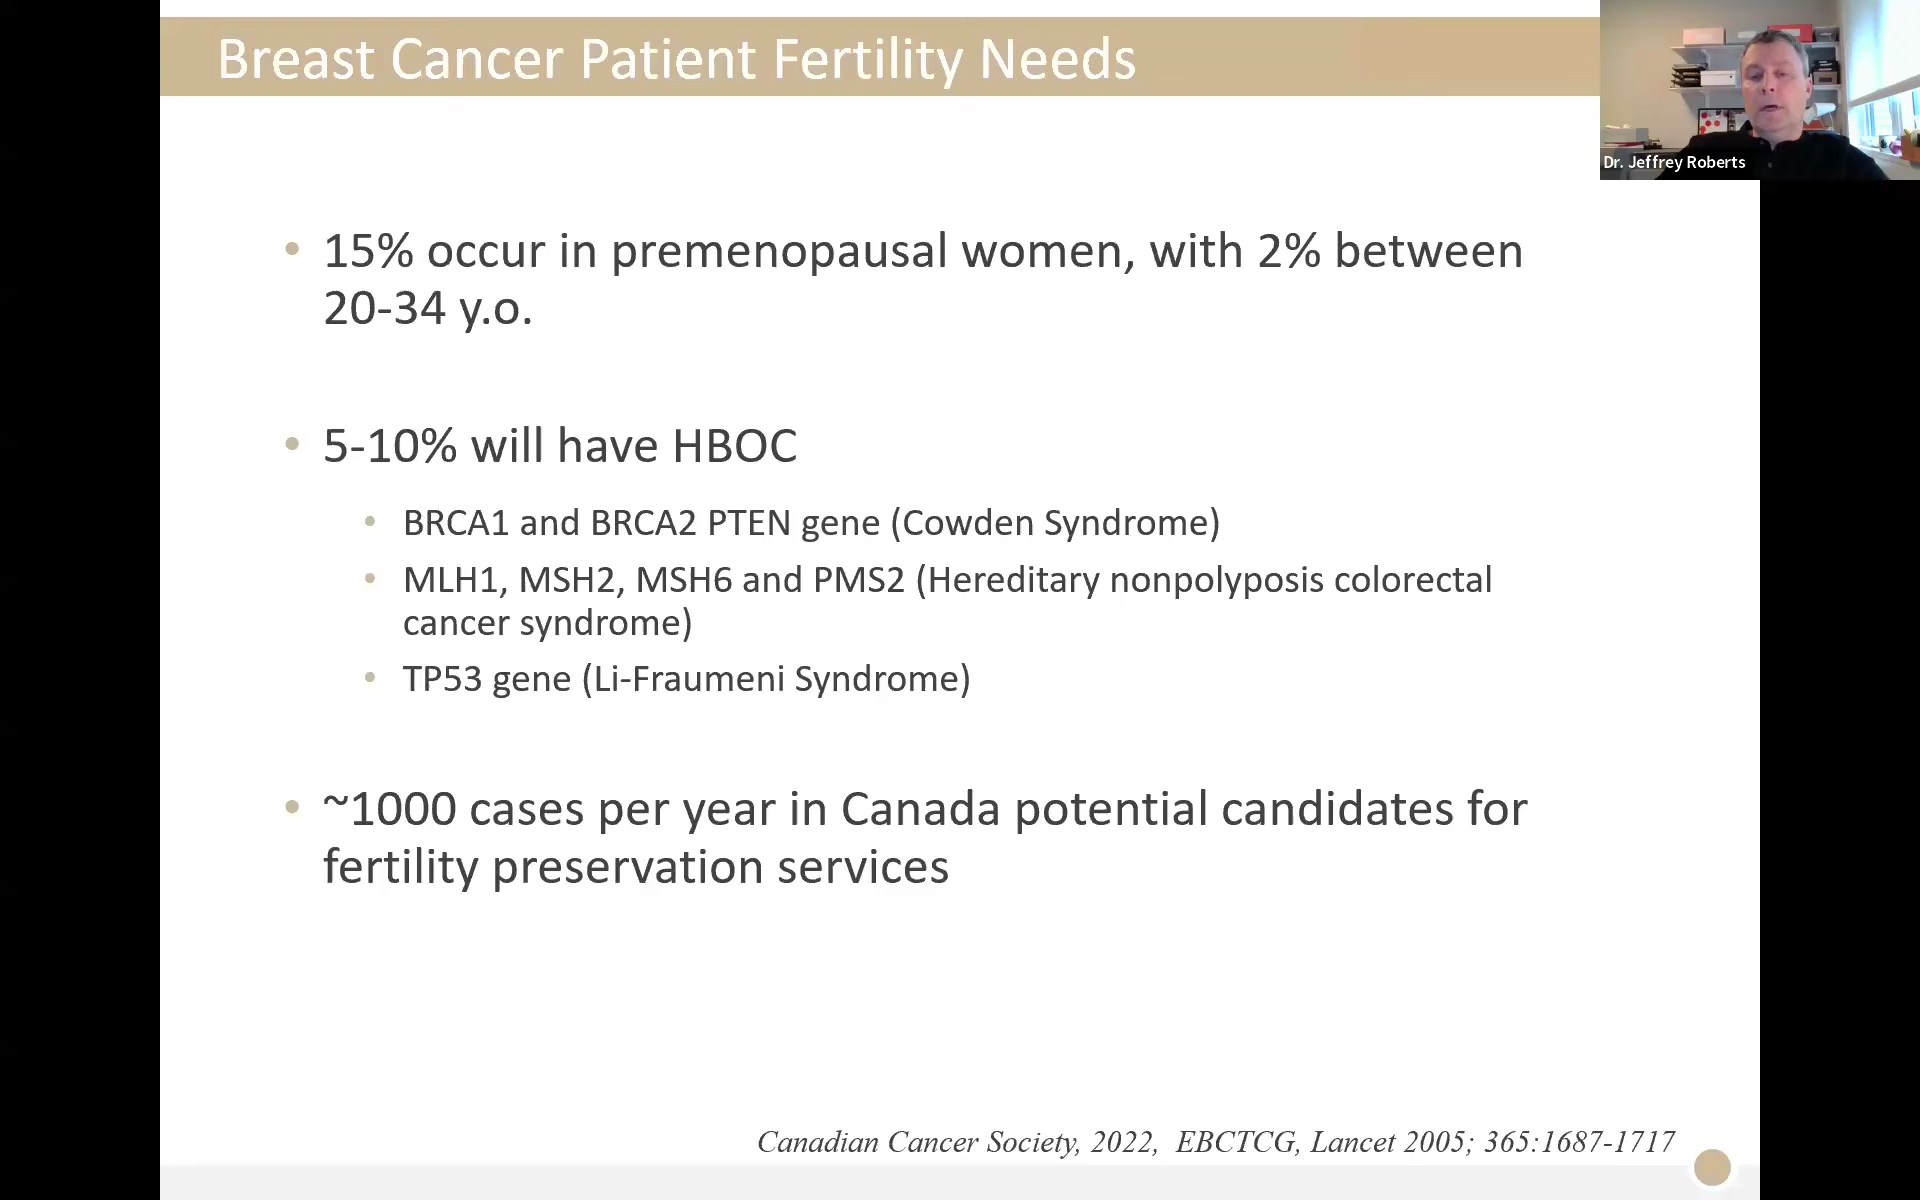 Breast Cancer Patient Fertility Needs
Dr. Jeffrey Roberts
• 15% occur in premenopausal women, with 2% between
20-34 y.o.
• 5-10% will have HBOC
• BRCA1 and BRCA2 PTEN gene (Cowden Syndrome)
• MLH1, MSH2, MSH6 and PMS2 (Hereditary nonpolyposis colorectal
cancer syndrome)
• TP53 gene (Li-Fraumeni Syndrome)
• ~1000 cases per year in Canada potential candidates for
fertility preservation services
Canadian Cancer Society, 2022, EBCTCG, Lancet 2005; 365:1687-1717